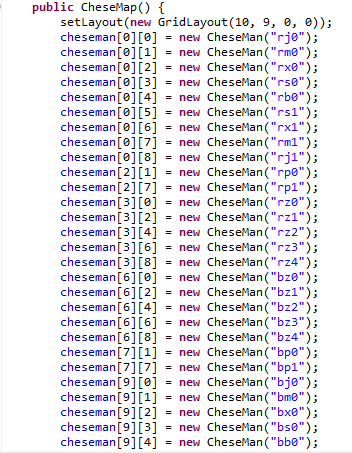 public CheseMap() {
setLayout(new GridLayout(10, 9, 0, 0));
cheseman[0][0] = new CheseMan("rj0");
cheseman[0][1] = new CheseMan("rm0");
cheseman[0][2] = new CheseMan("rx0");
cheseman[0][3] = new CheseMan("rs0");
cheseman[0][4] = new CheseMan("rb0");
cheseman[0][5] = new CheseMan("rs1");
cheseman[0][6] = new CheseMan("rx1");
cheseman[0][7] = new CheseMan("rm1");
cheseman[0][8] = new CheseMan("rj1");
cheseman[2][1] = new CheseMan("rp0");
cheseman[2][7] = new CheseMan("rp1");
cheseman[3][0] = new CheseMan("rz0");
cheseman[3][2] = new CheseMan("rz1");
cheseman[3][4] = new CheseMan("rz2");
cheseman[3][6] = new CheseMan("rz3");
cheseman[3][8] = new CheseMan("rz4");
cheseman[6][0] = new CheseMan("bz0");
cheseman[6][2] = new CheseMan("bz1");
cheseman[6][4] = new CheseMan("bz2");
cheseman[6][6] = new CheseMan("bz3");
cheseman[6][8] = new CheseMan("bz4");
cheseman[7][1] = new CheseMan("bp0");
cheseman[7][7] = new CheseMan("bp1");
cheseman[9][0] = new CheseMan("bj0");
cheseman[9][1] = new CheseMan("bm0");
cheseman[9][2] = new CheseMan("bx0");
cheseman[9][3] = new CheseMan("bs0");
cheseman[9][4] = new CheseMan("bb0");